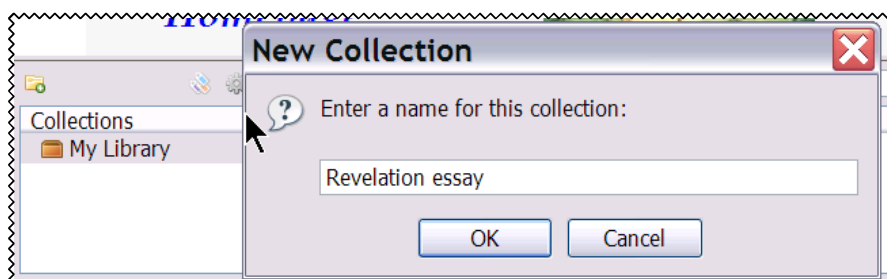 New Collection
Enter a name for this collection:
Collections
My Library
Revelation essay
OK Cancel